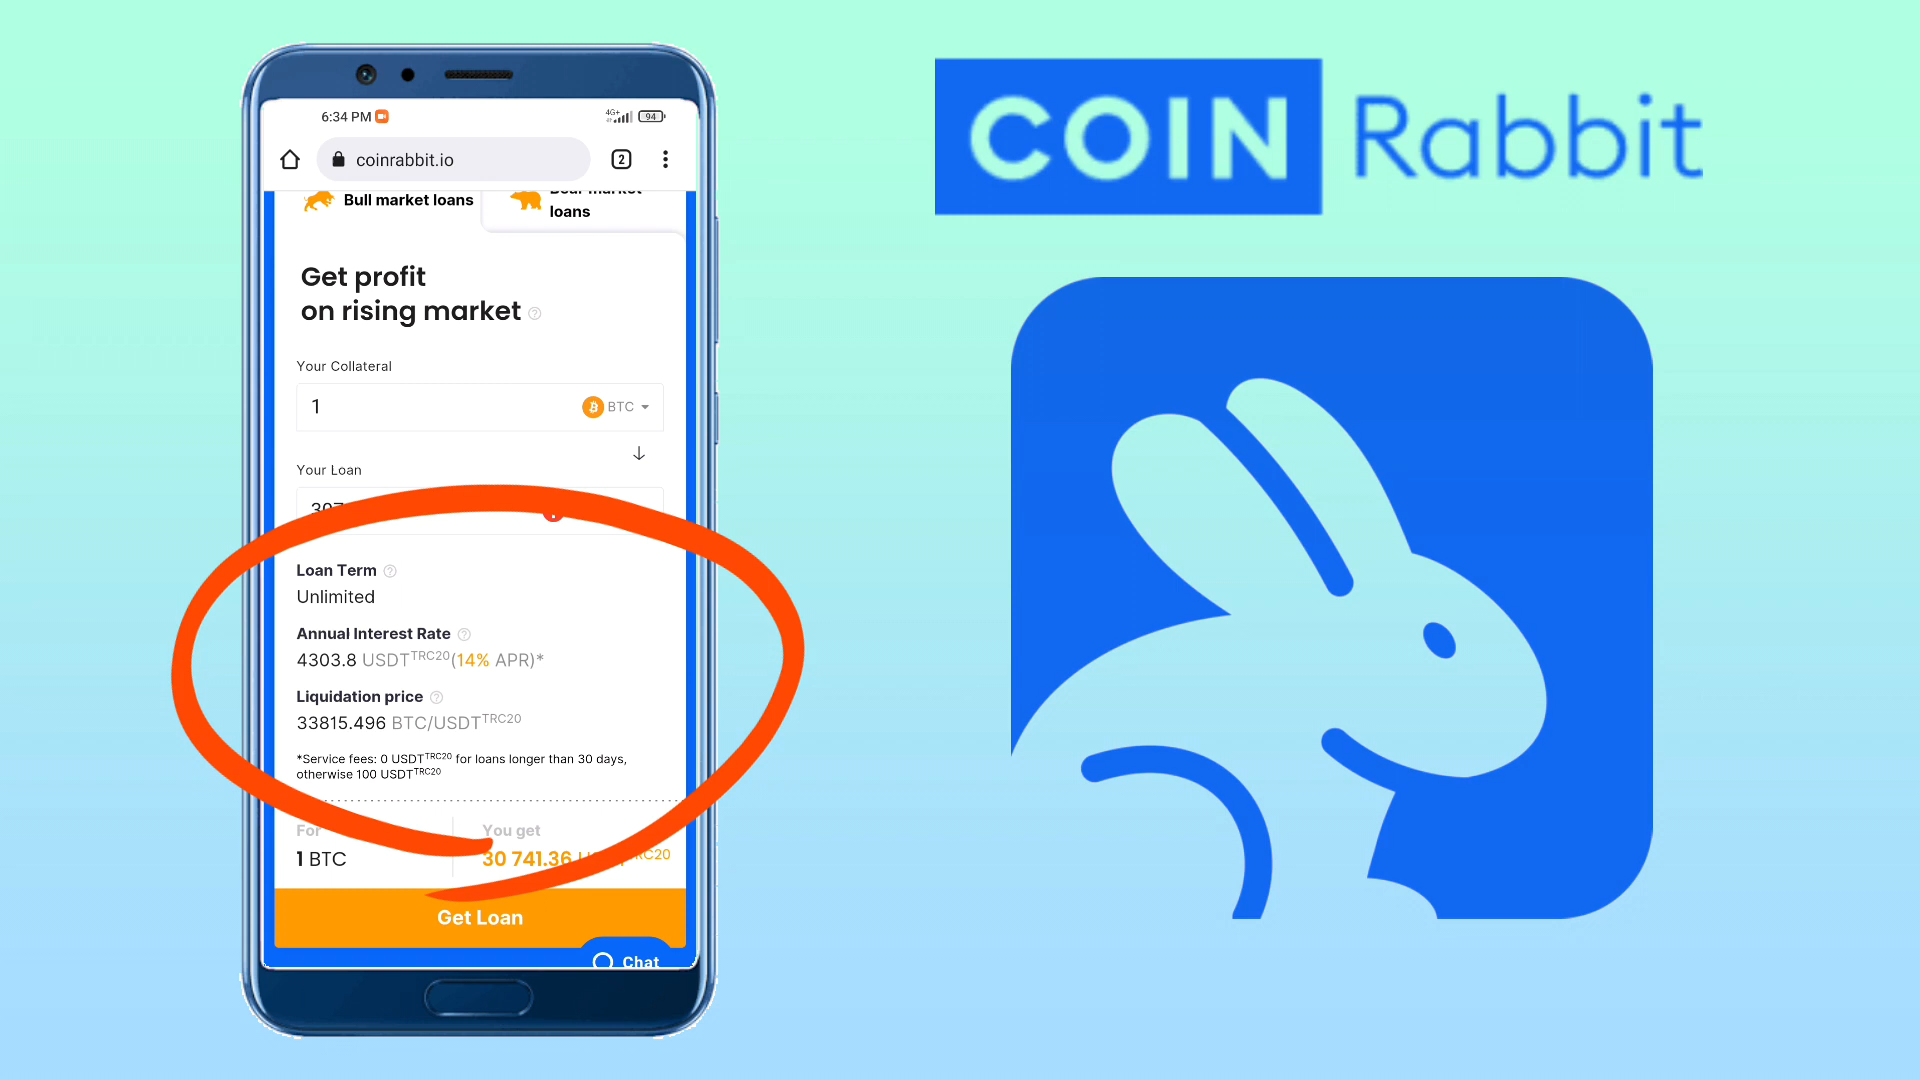 COIN Rabbit
6:34 PM
4G+
94
coinrabbit.io
2
Bull market loans
Bear market
loans
Get profit
on rising market ?
Your Collateral
1
BTC
Your Loan
Loan Term ?
Unlimited
Annual Interest Rate ?
4303.8 USDTTRC20(14% APR)*
Liquidation price ?
33815.496 BTC/USDTTRC20
*Service fees: 0 USDTTRC20 for loans longer than 30 days,
otherwise 100 USDTTRC20
For
1 BTC
You get
30 741.36
Get Loan
Chat